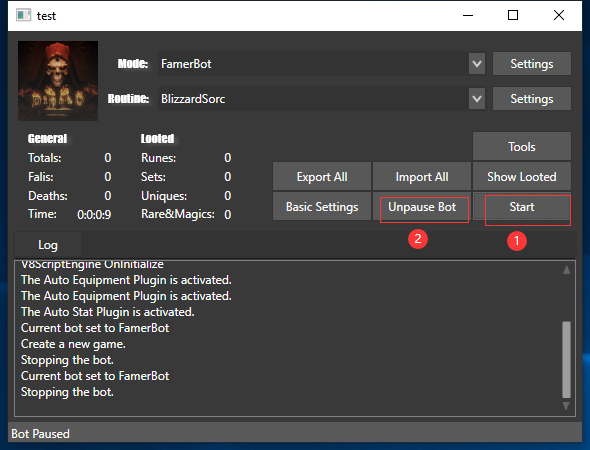 test
Mode: FamerBot Settings
DIABLO
Routine: BlizzardSorc Settings
General Looted
Totals: 0 Runes: 0 Tools
Falis: 0 Sets: 0 Export All Import All Show Looted
Deaths: 0 Uniques: 0
Time: 0:0:0:9 Rare&Magics: 0 Basic Settings Unpause Bot Start
2 1
Log
V8ScriptEngine OnInitialize
The Auto Equipment Plugin is activated.
The Auto Equipment Plugin is activated.
The Auto Stat Plugin is activated.
Current bot set to FamerBot
Create a new game.
Stopping the bot.
Current bot set to FamerBot
Stopping the bot.
Bot Paused